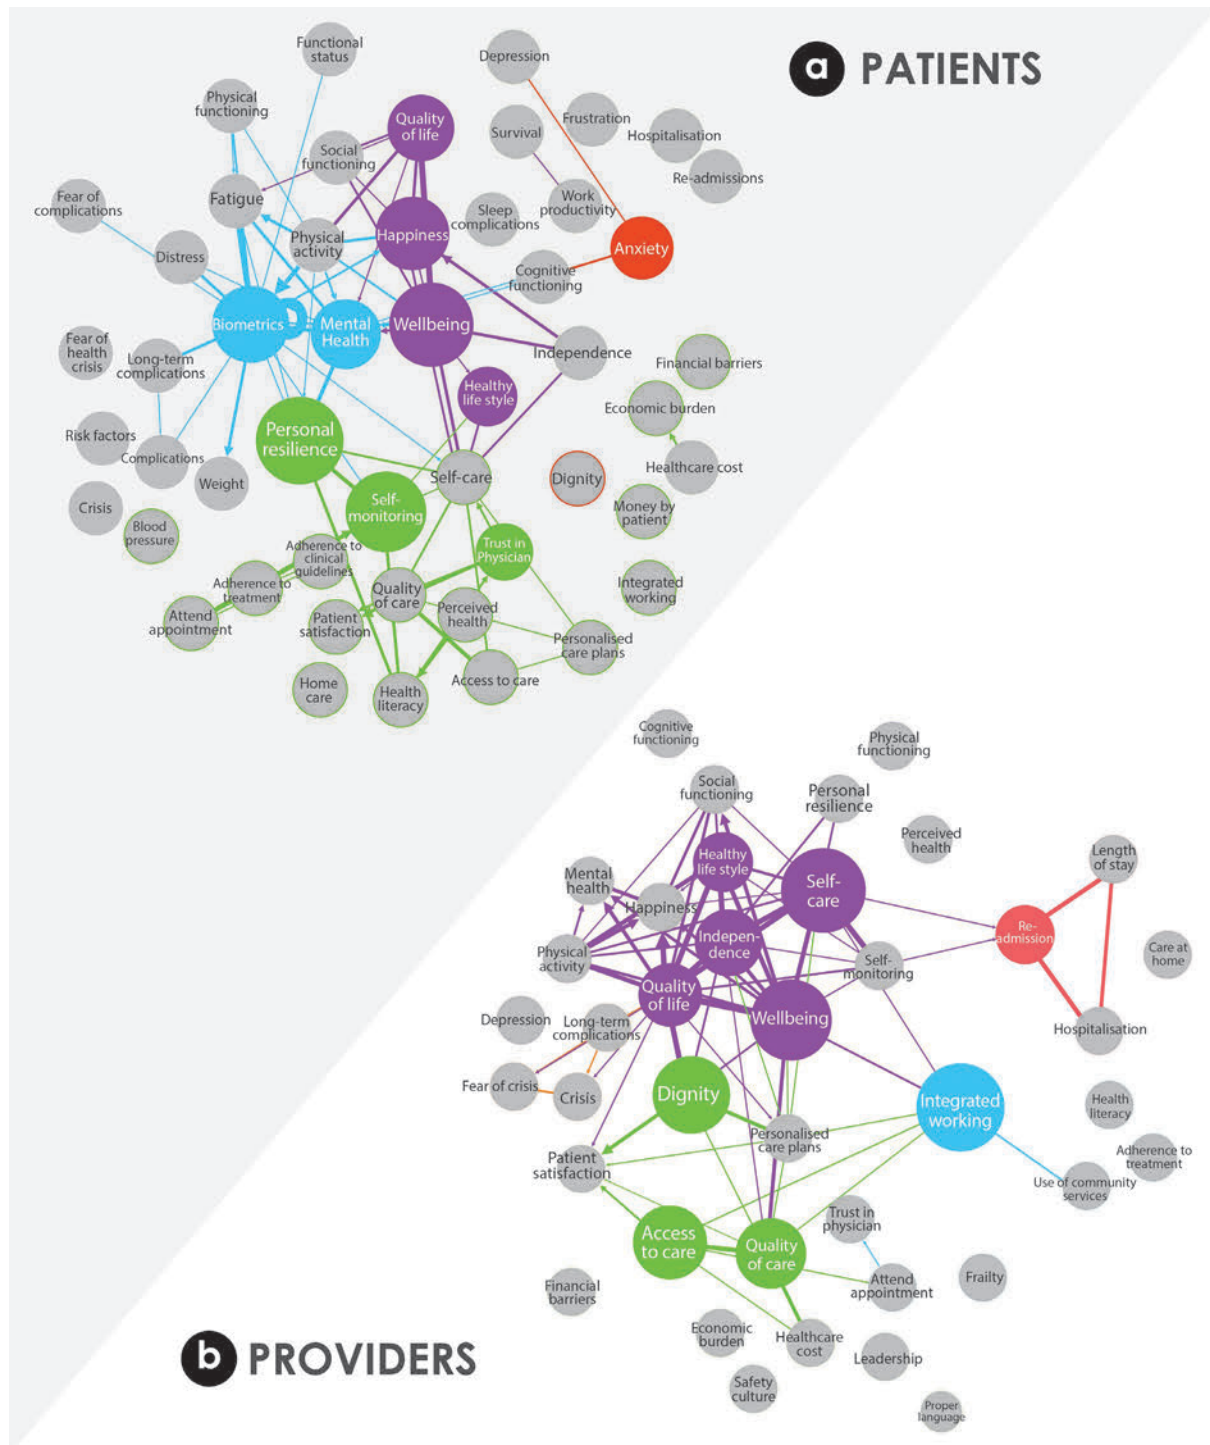 a PATIENTS
Functional
status
Depression
Physical
functioning
Quality
of life
Frustration
Survival
Hospitalisation
Social
functioning
Re-admissions
Fear of
complications
Fatigue
Work
productivity
Sleep
complications
Happiness
Physical
activity
Anxiety
Distress
Cognitive
functioning
Biometrics
Mental
Health
Wellbeing
Fear of
health
crisis
Long-term
complications
Independence
Financial barriers
Healthy
life style
Economic burden
Personal
resilience
Risk factors
Complications
Weight
Self-care
Dignity
Healthcare cost
Crisis
Self-
monitoring
Money by
patient
Blood
pressure
Adherence to
clinical
guidelines
Trust in
Physician
Adherence to
treatment
Quality
of care
Integrated
working
Attend
appointment
Patient
satisfaction
Perceived
health
Personalised
care plans
Home
care
Health
literacy
Access to care
Cognitive
functioning
Physical
functioning
Social
functioning
Personal
resilience
Perceived
health
Length
of stay
Healthy
life style
Mental
health
Self-
care
Happiness
Re-
admission
Indepen-
dence
Physical
activity
Self-
monitoring
Care at
home
Quality
of life
Wellbeing
Depression
Long-term
complications
Hospitalisation
Fear of crisis
Crisis
Dignity
Integrated
working
Health
literacy
Personalised
care plans
Patient
satisfaction
Adherence to
treatment
Use of community
services
Trust in
physician
Access
to care
Quality
of care
Financial
barriers
Attend
appointment
Frailty
Economic
burden
Healthcare
cost
Leadership
Safety
culture
Proper
language
b PROVIDERS